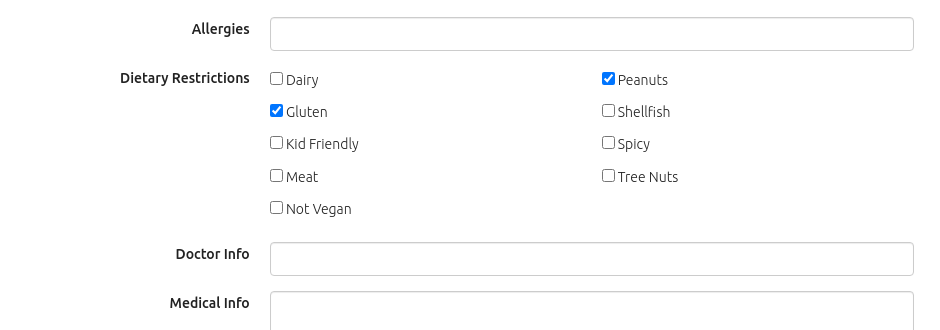 Allergies
Dietary Restrictions
Dairy
Peanuts
Gluten
Shellfish
Kid Friendly
Spicy
Meat
Tree Nuts
Not Vegan
Doctor Info
Medical Info